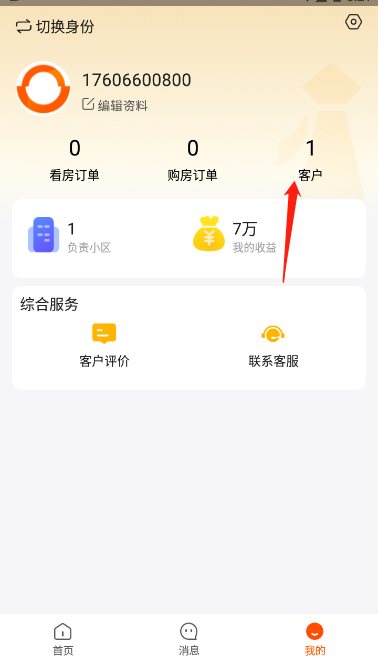 切换身份
17606600800
编辑资料
0 0 1
看房订单 购房订单 客户
1 7万
负责小区 我的收益
综合服务
客户评价 联系客服
首页 消息 我的